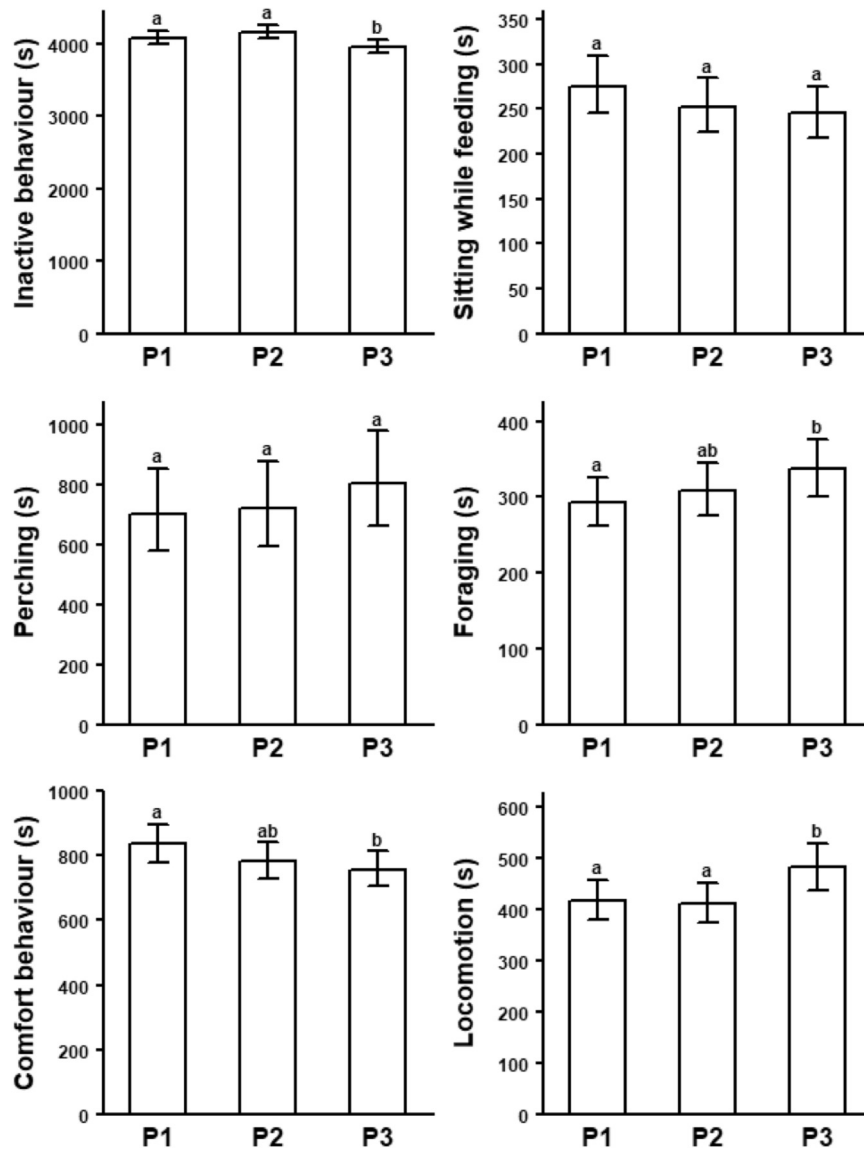 Inactive behaviour (s)
4000
3000
2000
1000
0
a
a
b
P1 P2 P3
Sitting while feeding (s)
350
300
250
200
150
100
50
0
a
a
a
P1 P2 P3
Perching (s)
1000
800
600
400
200
0
a
a
a
P1 P2 P3
Foraging (s)
400
300
200
100
0
a
ab
b
P1 P2 P3
Comfort behaviour (s)
1000
800
600
400
200
0
a
ab
b
P1 P2 P3
Locomotion (s)
600
500
400
300
200
100
0
a
a
b
P1 P2 P3